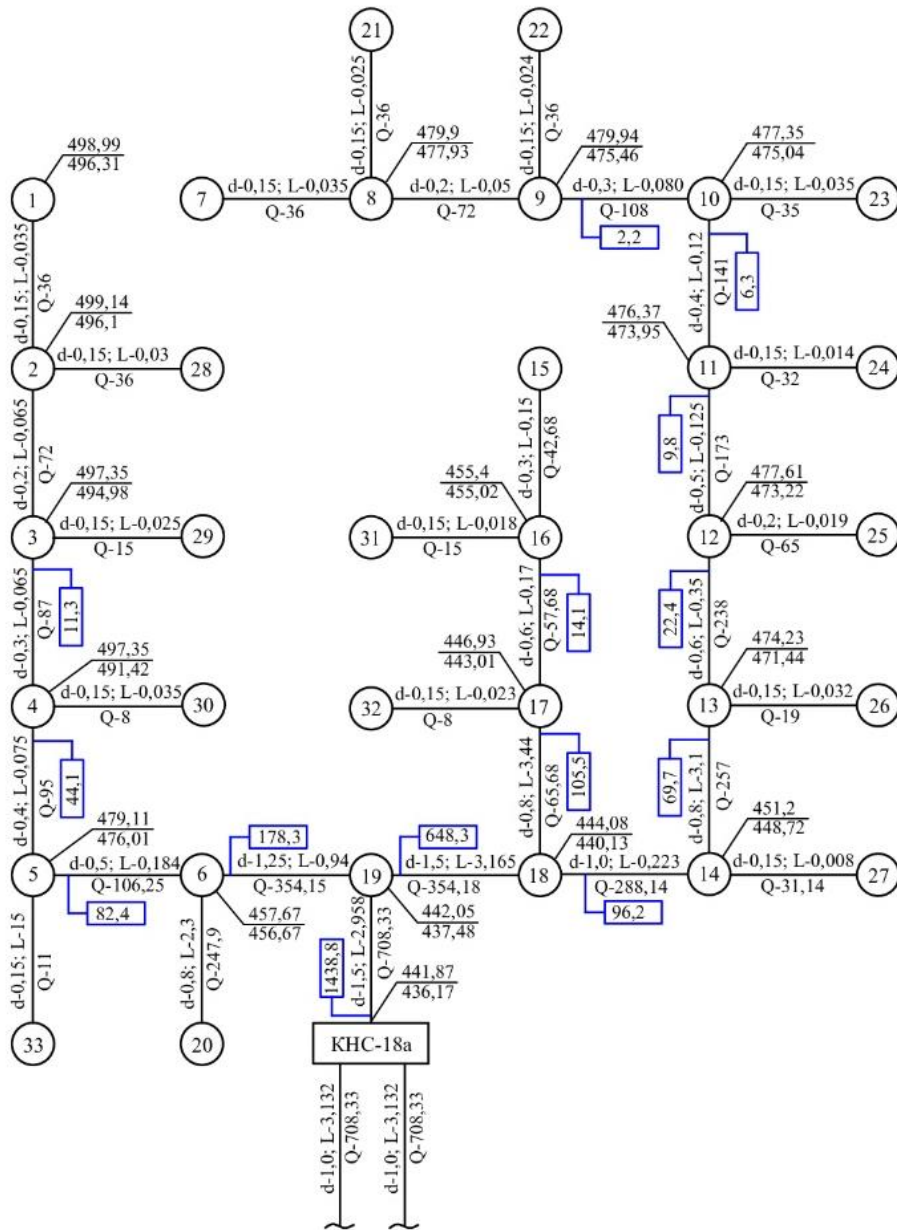 21
22
d-0,15; L-0,025
Q-36
d-0,15; L-0,024
Q-36
498,99
496,31
479,9
477,93
479,94
475,46
477,35
475,04
1
7
d-0,15; L-0,035
Q-36
8
d-0,2; L-0,05
Q-72
9
d-0,3; L-0,080
Q-108
10
d-0,15; L-0,035
Q-35
23
2,2
d-0,15; L-0,035
Q-36
d-0,4; L-0,12
Q-141
6,3
499,14
496,1
476,37
473,95
2
d-0,15; L-0,03
Q-36
28
15
11
d-0,15; L-0,014
Q-32
24
d-0,2; L-0,065
Q-72
d-0,3; L-0,15
Q-42,68
9,8
d-0,5; L-0,125
Q-173
497,35
494,98
455,4
455,02
477,61
473,22
3
d-0,15; L-0,025
Q-15
29
31
d-0,15; L-0,018
Q-15
16
12
d-0,2; L-0,019
Q-65
25
d-0,3; L-0,065
Q-87
11,3
d-0,6; L-0,17
Q-57,68
14,1
22,4
d-0,6; L-0,35
Q-238
497,35
491,42
446,93
443,01
474,23
471,44
4
d-0,15; L-0,035
Q-8
30
32
d-0,15; L-0,023
Q-8
17
13
d-0,15; L-0,032
Q-19
26
d-0,4; L-0,075
Q-95
44,1
d-0,8; L-3,44
Q-65,68
105,5
69,7
d-0,8; L-3,1
Q-257
479,11
476,01
178,3
648,3
444,08
440,13
451,2
448,72
5
d-0,5; L-0,184
Q-106,25
6
d-1,25; L-0,94
Q-354,15
19
d-1,5; L-3,165
Q-354,18
18
d-1,0; L-0,223
Q-288,14
14
d-0,15; L-0,008
Q-31,14
27
82,4
96,2
457,67
456,67
442,05
437,48
d-0,15; L-15
Q-11
d-0,8; L-2,3
Q-247,9
1438,8
d-1,5; L-2,958
Q-708,33
441,87
436,17
33
20
КНС-18а
d-1,0; L-3,132
Q-708,33
d-1,0; L-3,132
Q-708,33